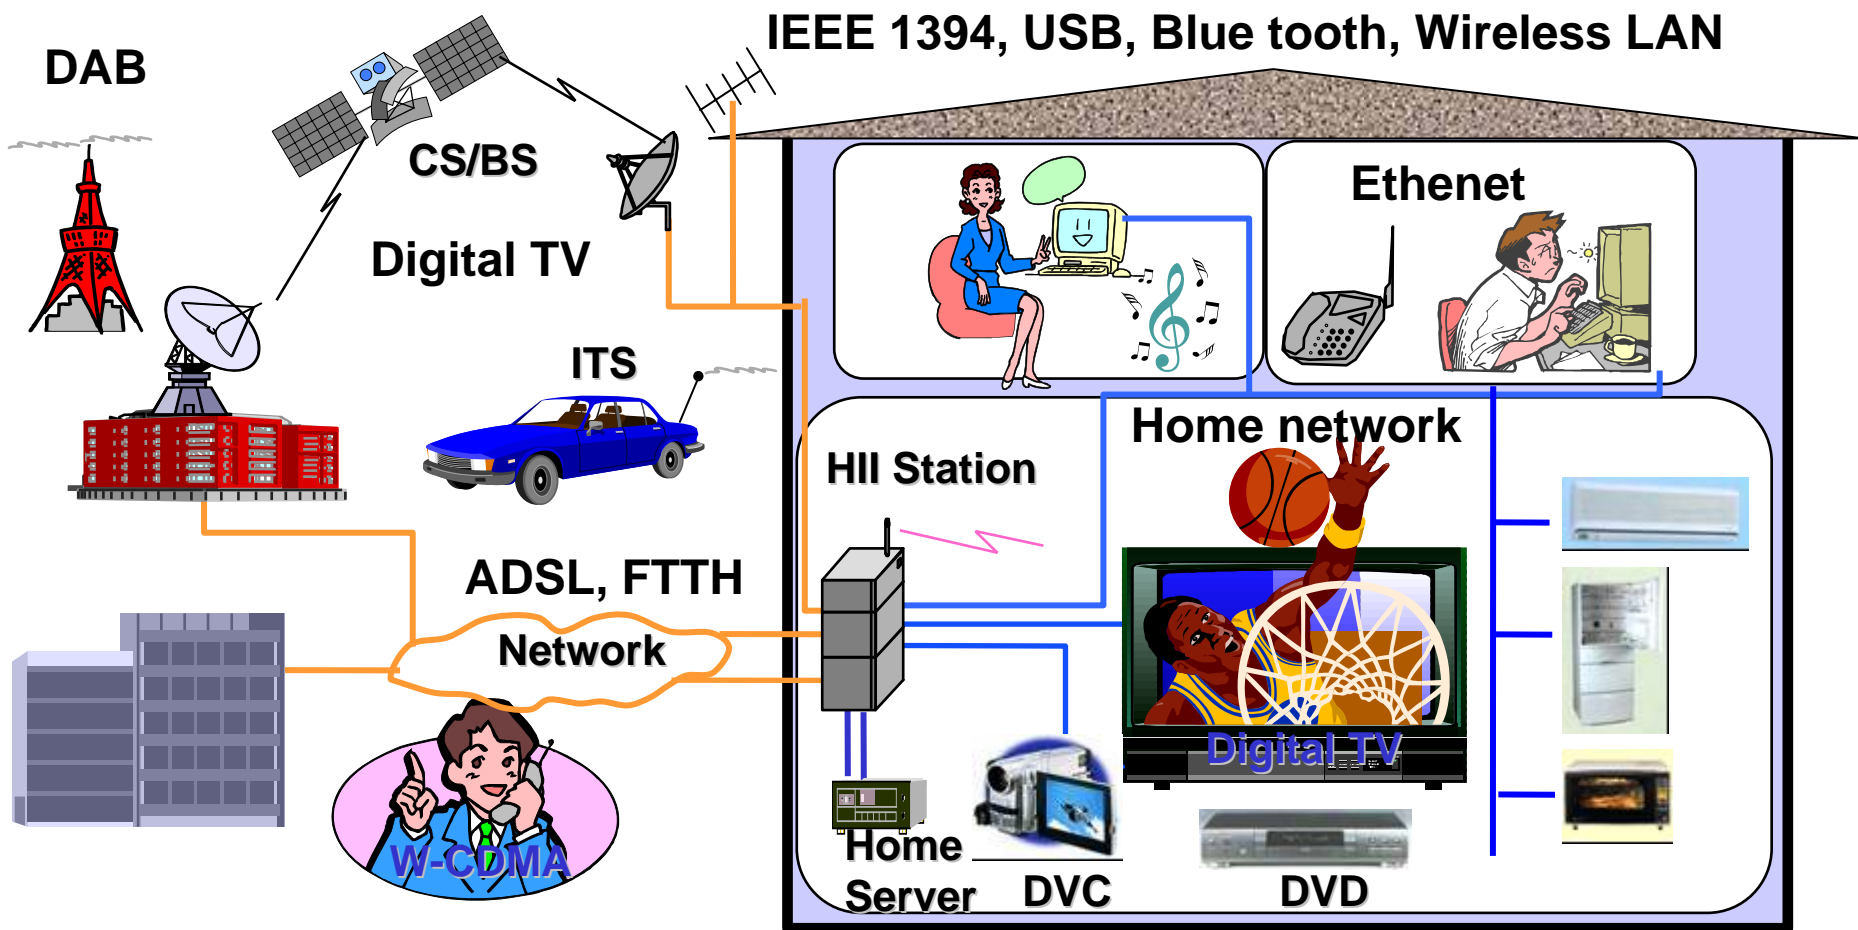 IEEE 1394, USB, Blue tooth, Wireless LAN
DAB
CS/BS
Digital TV
Ethenet
ITS
Home network
HII Station
ADSL, FTTH
Network
Digital TV
W-CDMA
Home
Server
DVC
DVD